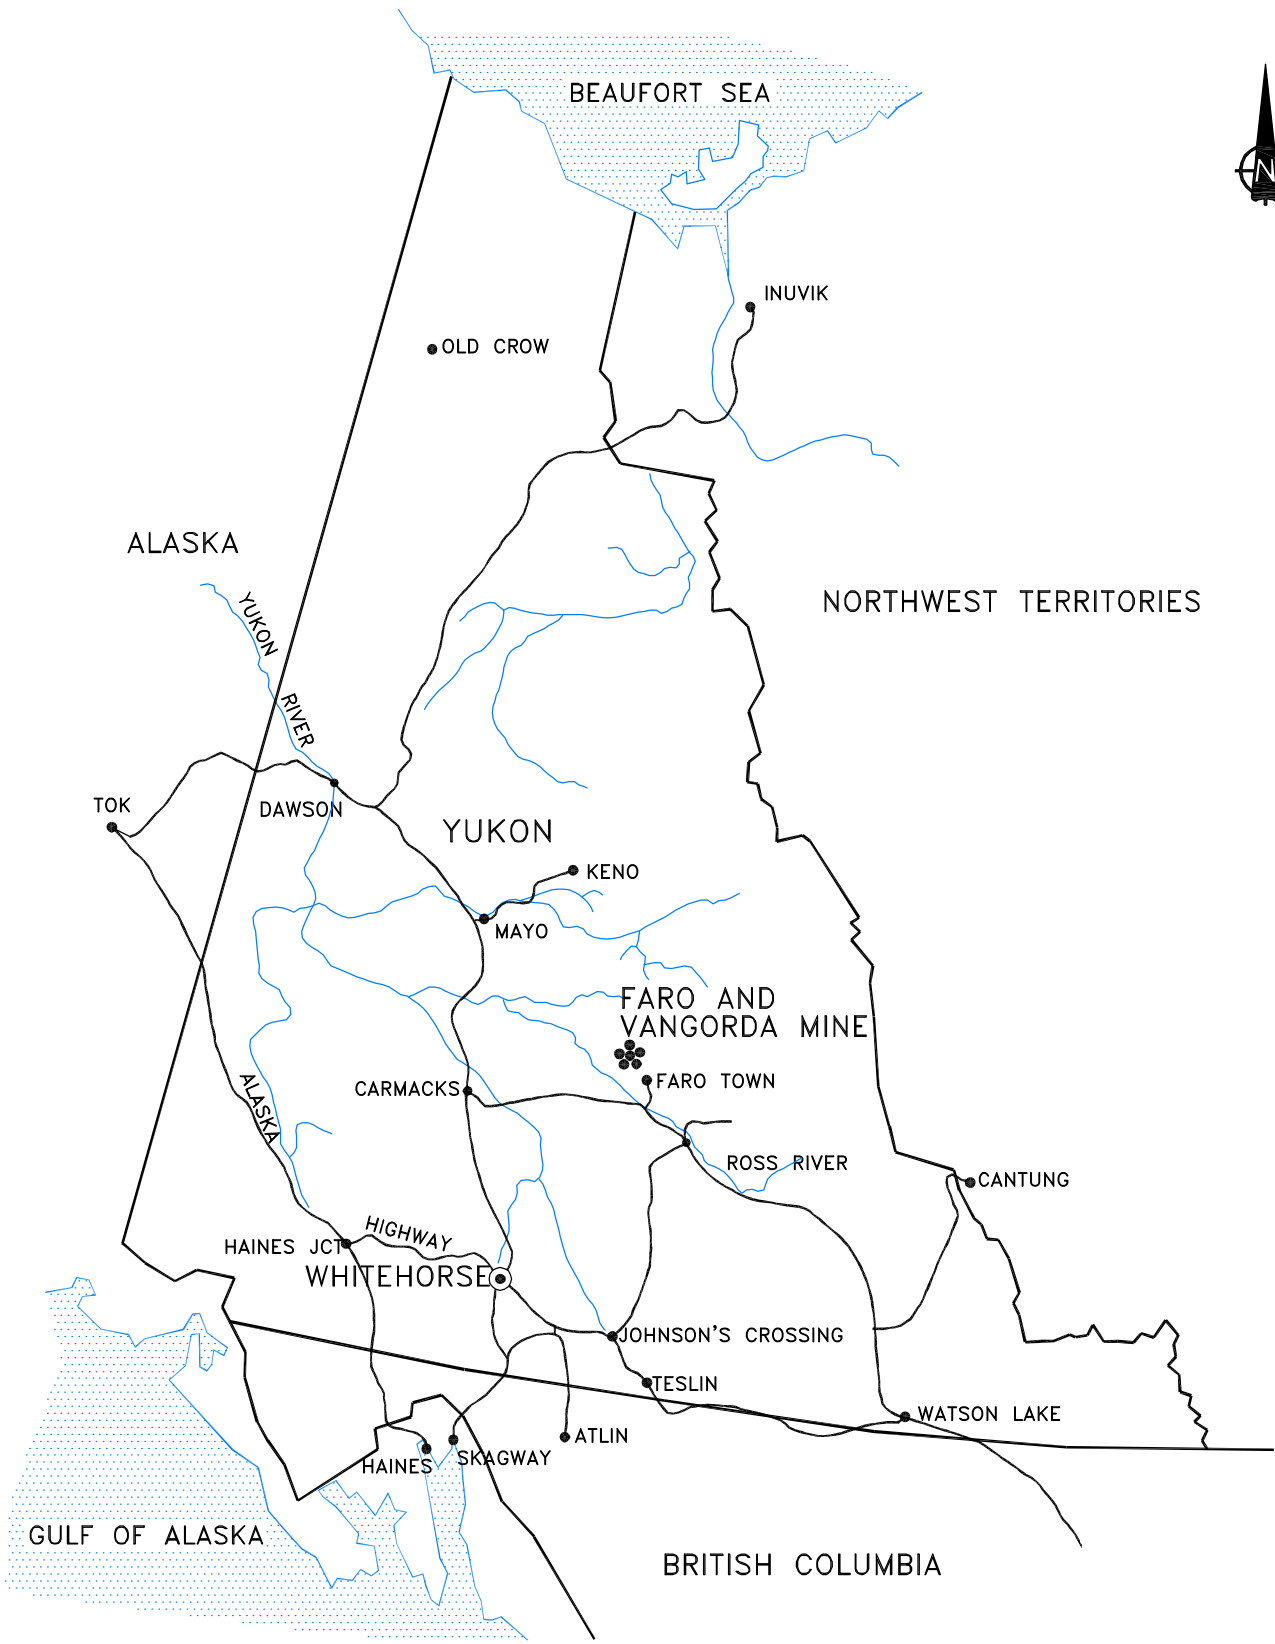 BEAUFORT SEA
N
INUVIK
OLD CROW
ALASKA
YUKON
NORTHWEST TERRITORIES
RIVER
TOK
DAWSON
YUKON
KENO
MAYO
FARO AND
VANGORDA MINE
FARO TOWN
CARMACKS
ALASKA
ROSS RIVER
CANTUNG
HIGHWAY
HAINES JCT
WHITEHORSE
JOHNSON'S CROSSING
TESLIN
WATSON LAKE
ATLIN
SKAGWAY
HAINES
GULF OF ALASKA
BRITISH COLUMBIA